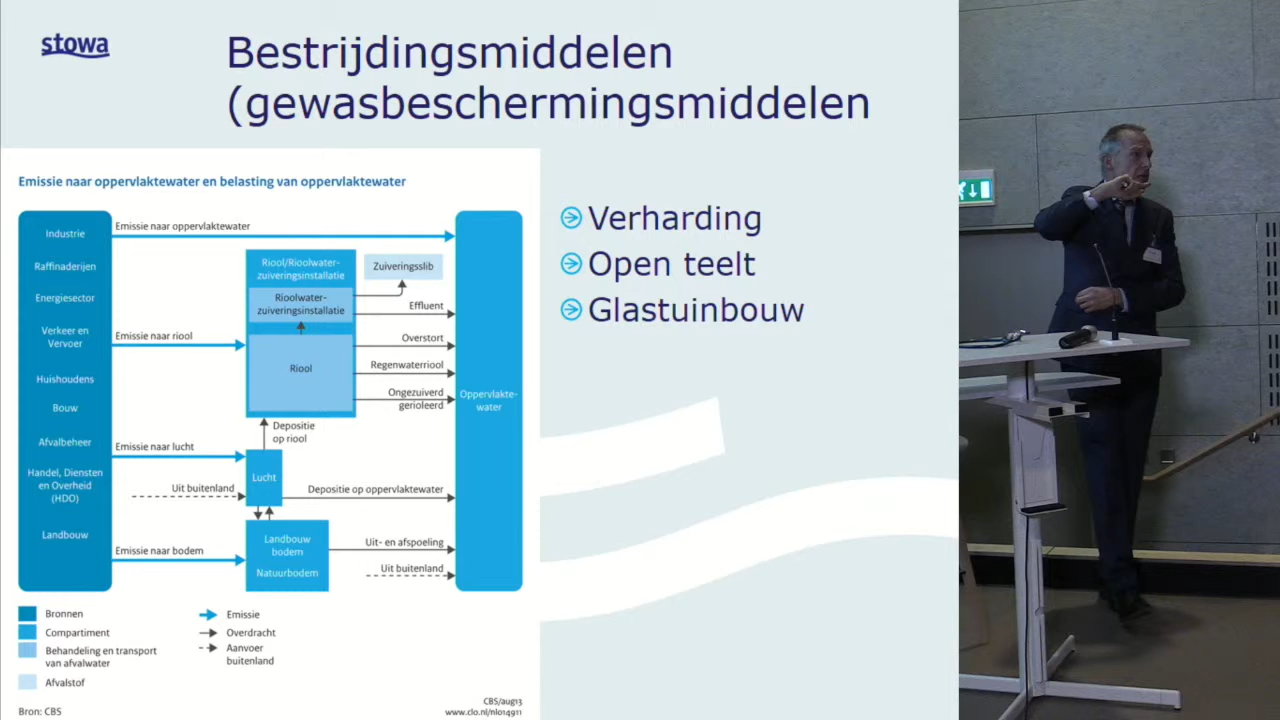 stowa
Bestrijdingsmiddelen
(gewasbeschermingsmiddelen
Emissie naar oppervlaktewater en belasting van oppervlaktewater
Industrie
Raffinaderijen
Energiesector
Verkeer en
Vervoer
Huishoudens
Bouw
Afvalbeheer
Handel, Diensten
en Overheid
(HDO)
Landbouw
Emissie naar oppervlaktewater
Emissie naar riool
Emissie naar lucht
Uit buitenland
Emissie naar bodem
Riool/Rioolwater-
zuiveringsinstallatie
Rioolwater-
zuiveringsinstallatie
Riool
Zuiveringsslib
Effluent
Overstort
Regenwaterriool
Ongezuiverd
gerioleerd
Depositie
op riool
Lucht
Depositie op oppervlaktewater
Landbouw
bodem
Natuurbodem
Uit- en afspoeling
Uit buitenland
Oppervlakte-
water
Verharding
Open teelt
Glastuinbouw
Bronnen
Compartiment
Behandeling en transport
van afvalwater
Afvalstof
Emissie
Overdracht
Aanvoer
buitenland
Bron: CBS
CBS/aug13
www.clo.nl/nl014911